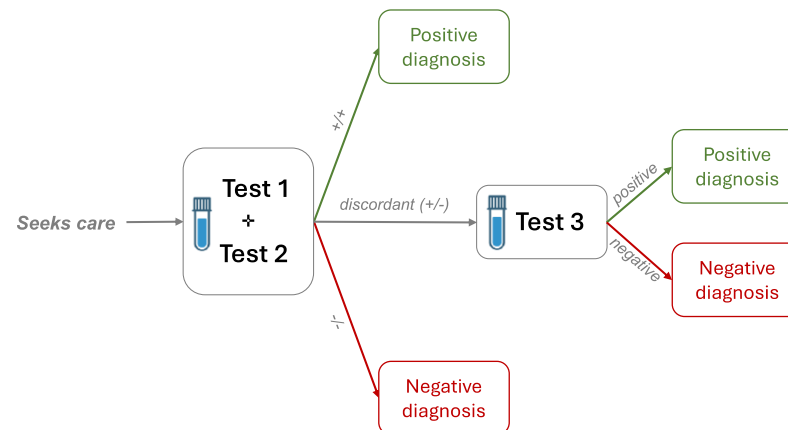 Positive
diagnosis
+/+
Test 1
+
Test 2
Seeks care
discordant (+/-)
Test 3
positive
Positive
diagnosis
negative
Negative
diagnosis
-/-
Negative
diagnosis